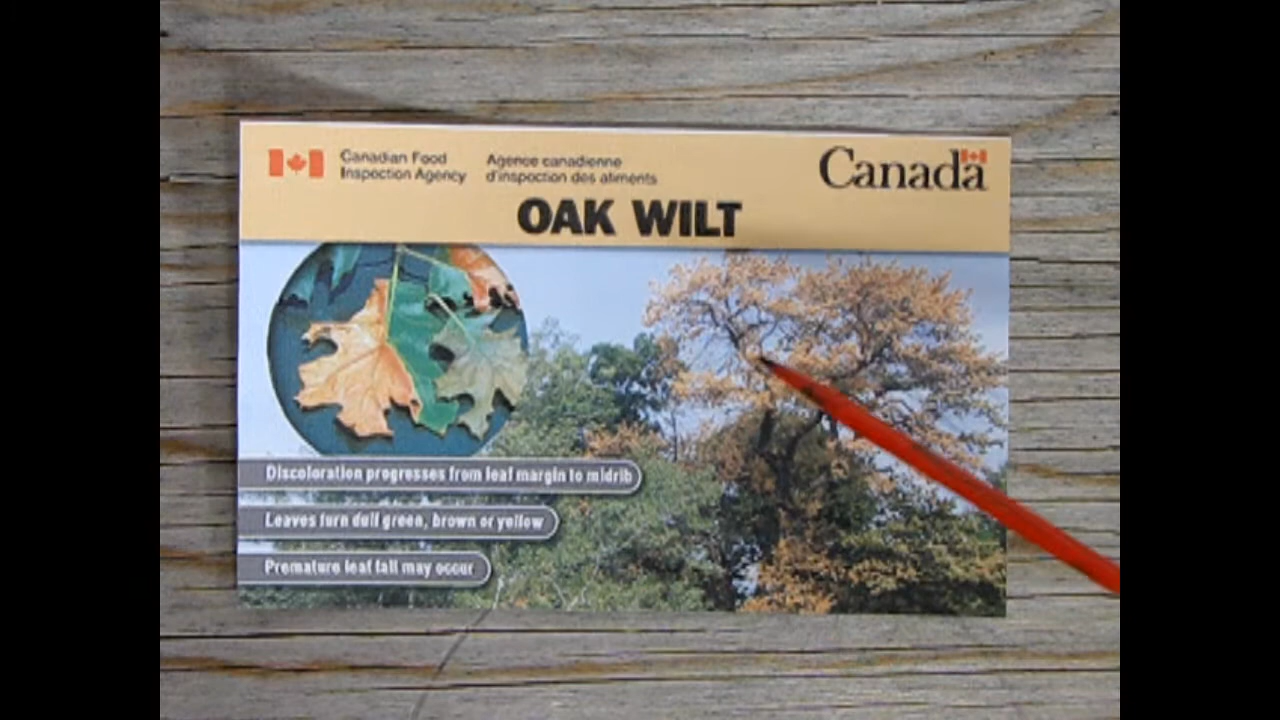 Canadian Food
Inspection Agency
Agence canadienne
d'inspection des aliments
Canada
OAK WILT
Discoloration progresses from leaf margin to midrib
Leaves turn dull green, brown or yellow
Premature leaf fall may occur